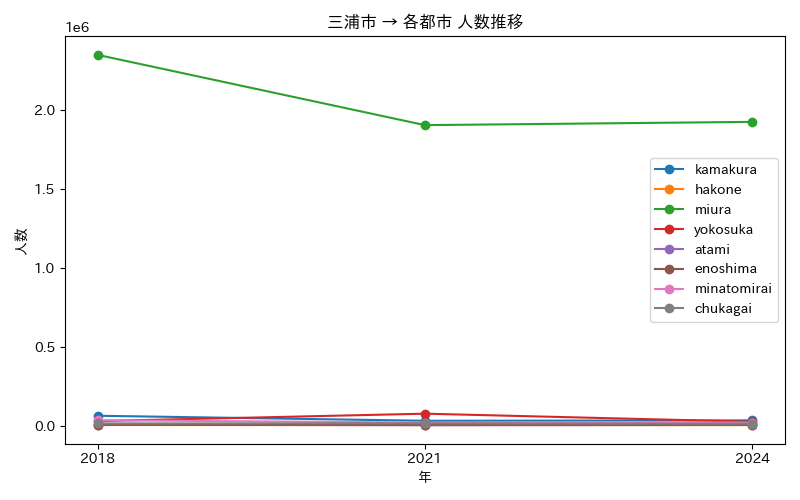 三浦市 → 各都市 人数推移
1e6
2.0
1.5
1.0
0.5
0.0
人数
kamakura
hakone
miura
yokosuka
atami
enoshima
minatomirai
chukagai
2018
2021
2024
年